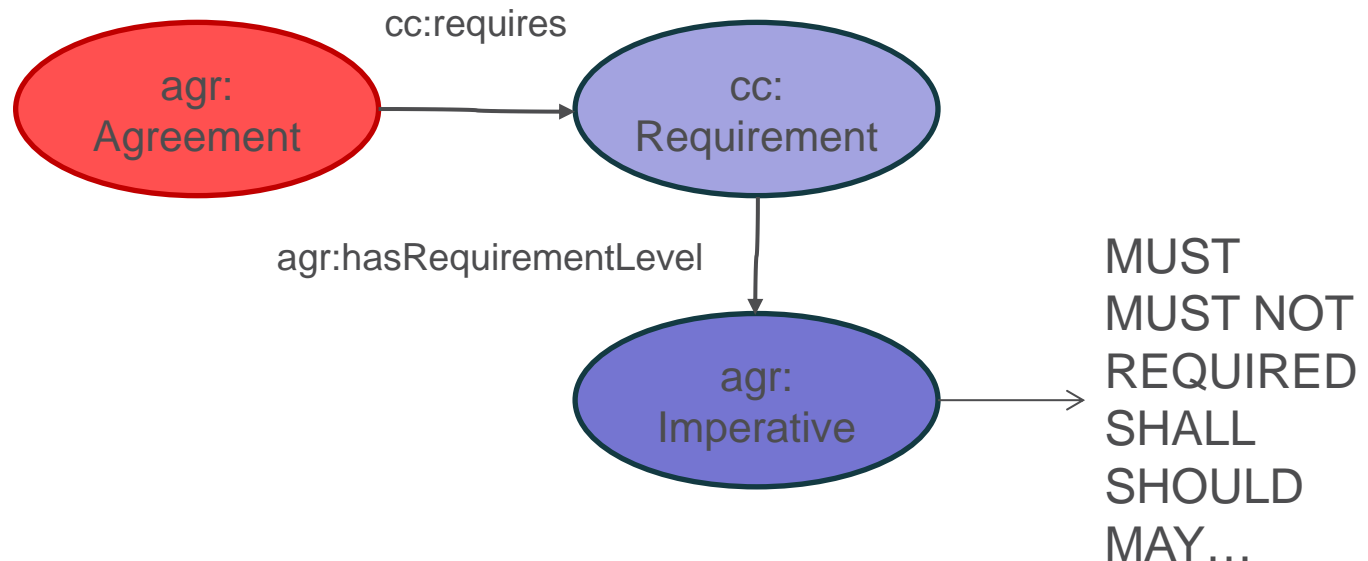 cc:requires
agr:
Agreement
cc:
Requirement
agr:hasRequirementLevel
agr:
Imperative
MUST
MUST NOT
REQUIRED
SHALL
SHOULD
MAY…